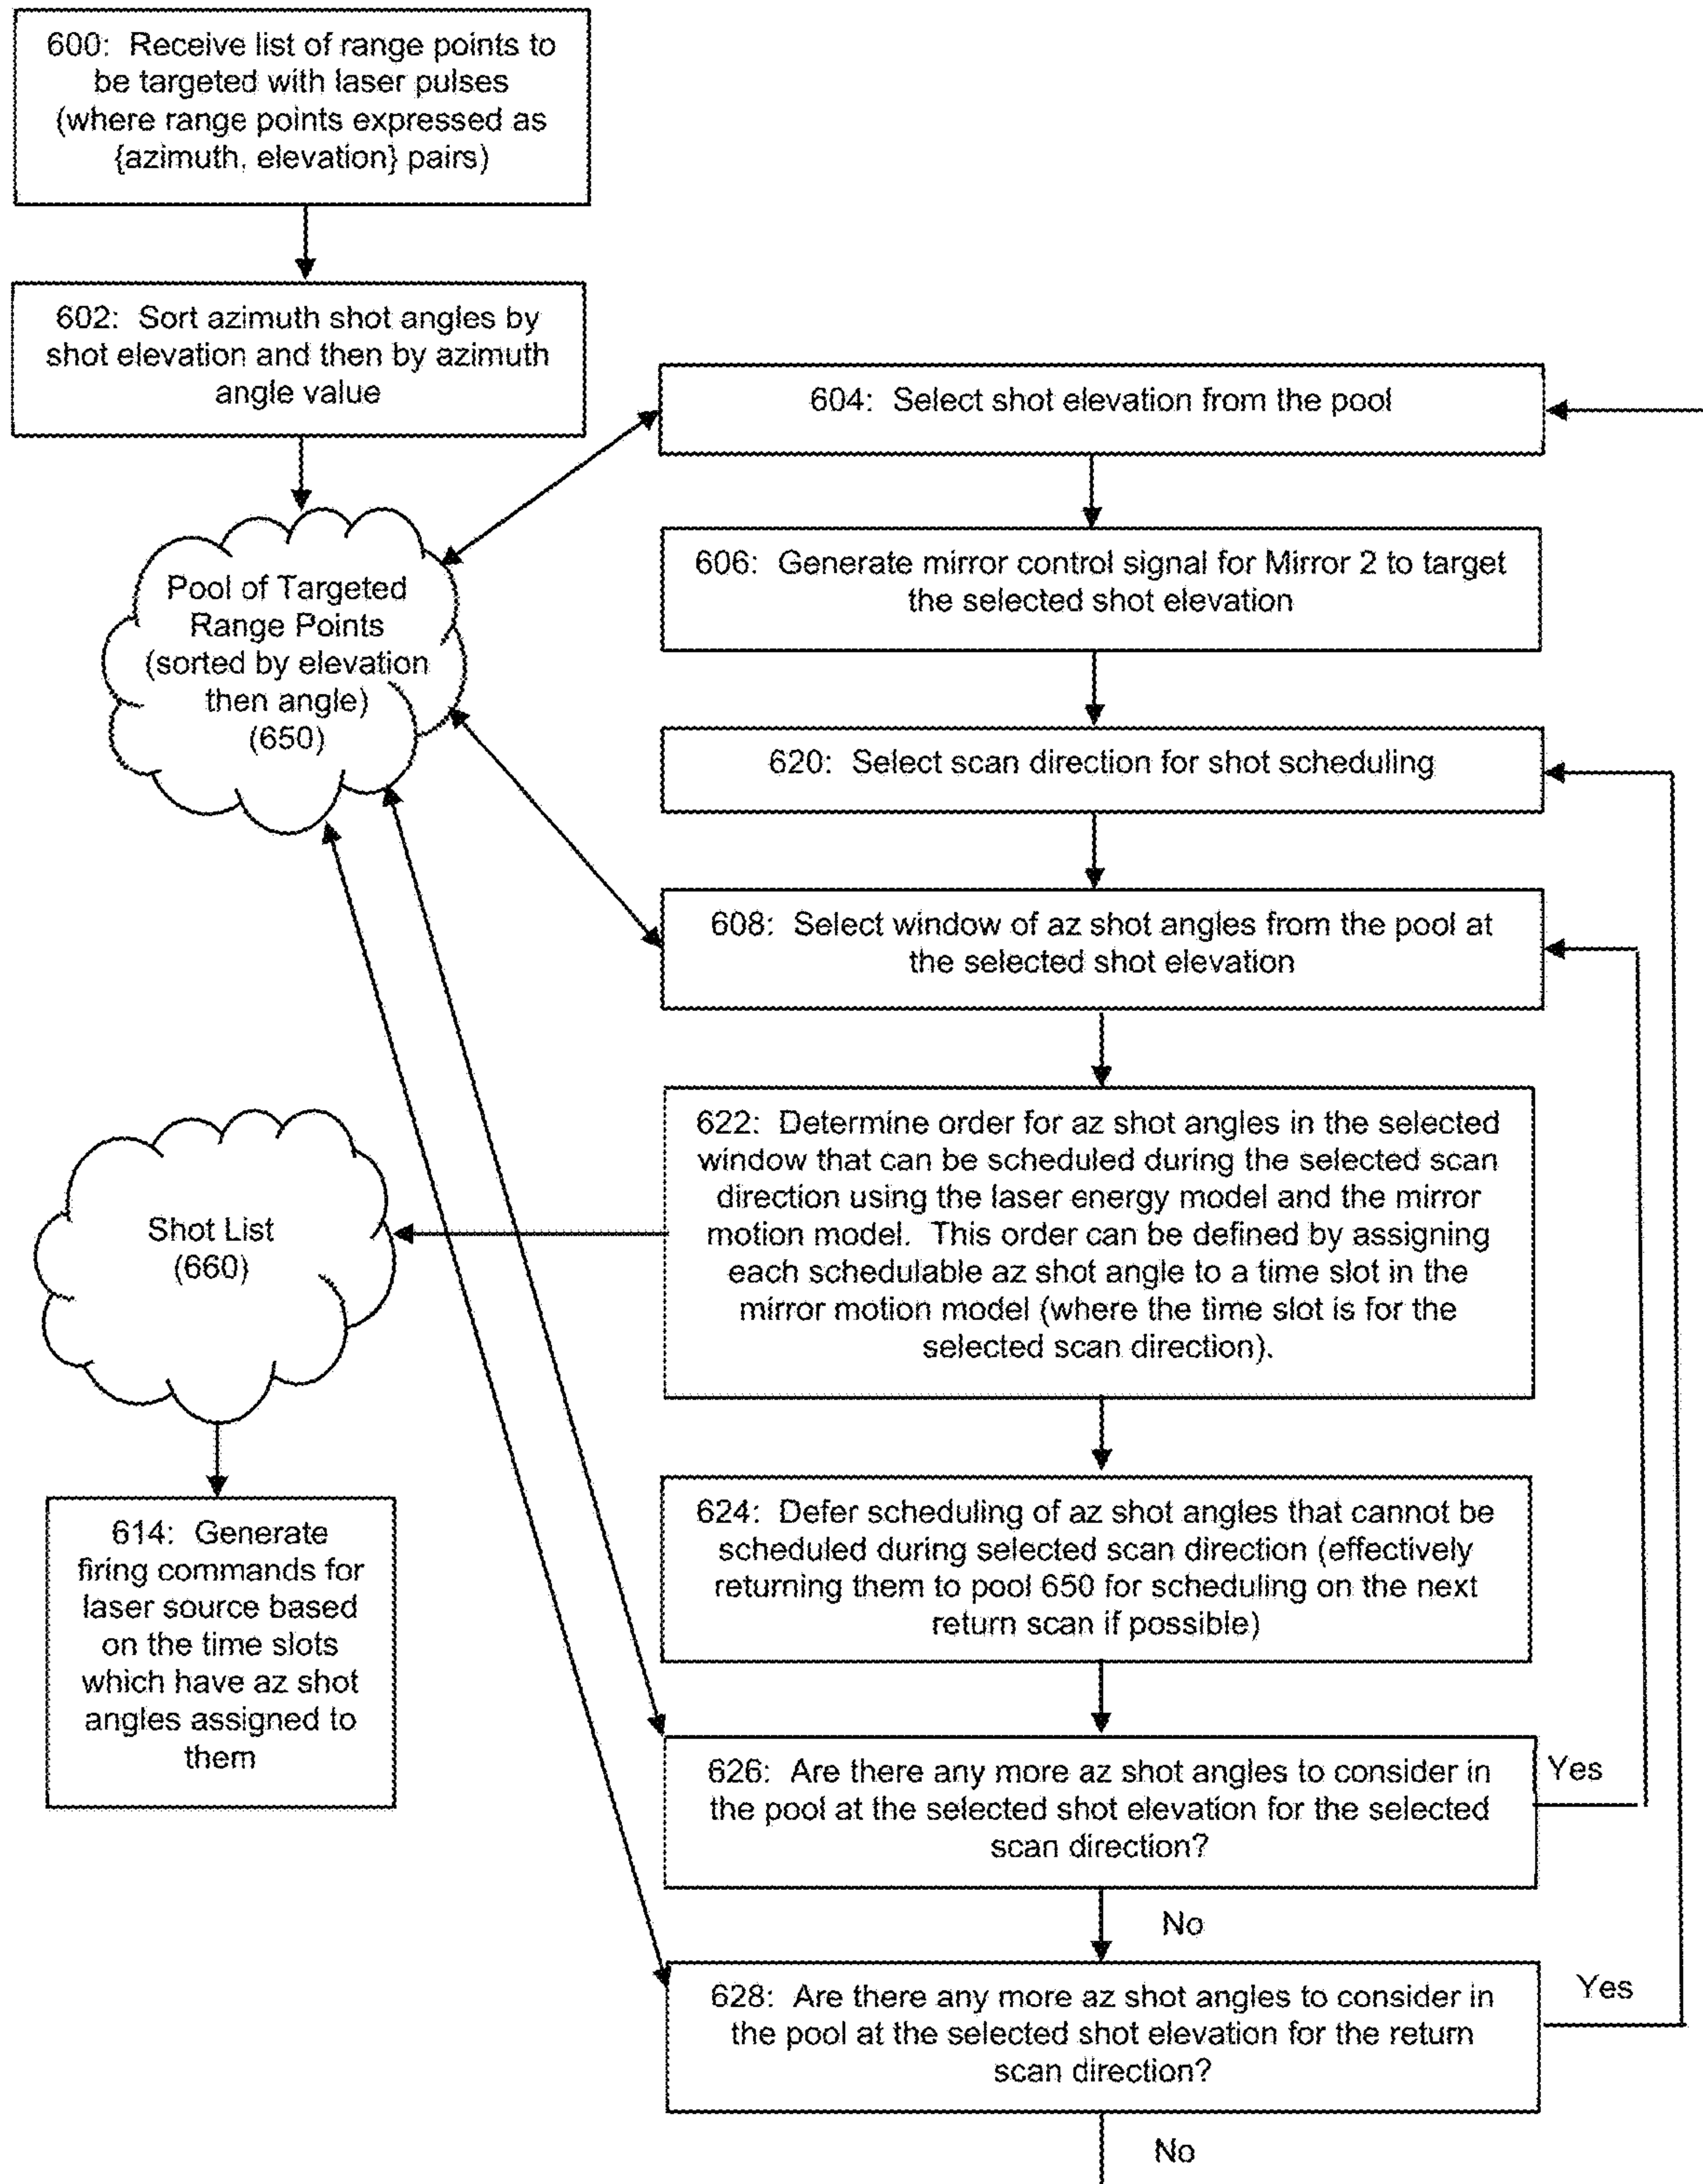 600: Receive list of range points to
be targeted with laser pulses
(where range points expressed as
{azimuth, elevation} pairs)
602: Sort azimuth shot angles by
shot elevation and then by azimuth
angle value
604: Select shot elevation from the pool
Pool of Targeted
Range Points
(sorted by elevation
then angle)
(650)
606: Generate mirror control signal for Mirror 2 to target
the selected shot elevation
620: Select scan direction for shot scheduling
608: Select window of az shot angles from the pool at
the selected shot elevation
622: Determine order for az shot angles in the selected
window that can be scheduled during the selected scan
direction using the laser energy model and the mirror
motion model. This order can be defined by assigning
each schedulable az shot angle to a time slot in the
mirror motion model (where the time slot is for the
selected scan direction).
Shot List
(660)
614: Generate
firing commands for
laser source based
on the time slots
which have az shot
angles assigned to
them
624: Defer scheduling of az shot angles that cannot be
scheduled during selected scan direction (effectively
returning them to pool 650 for scheduling on the next
return scan if possible)
626: Are there any more az shot angles to consider in
the pool at the selected shot elevation for the selected
scan direction?
Yes
No
628: Are there any more az shot angles to consider in
the pool at the selected shot elevation for the return
scan direction?
Yes
No